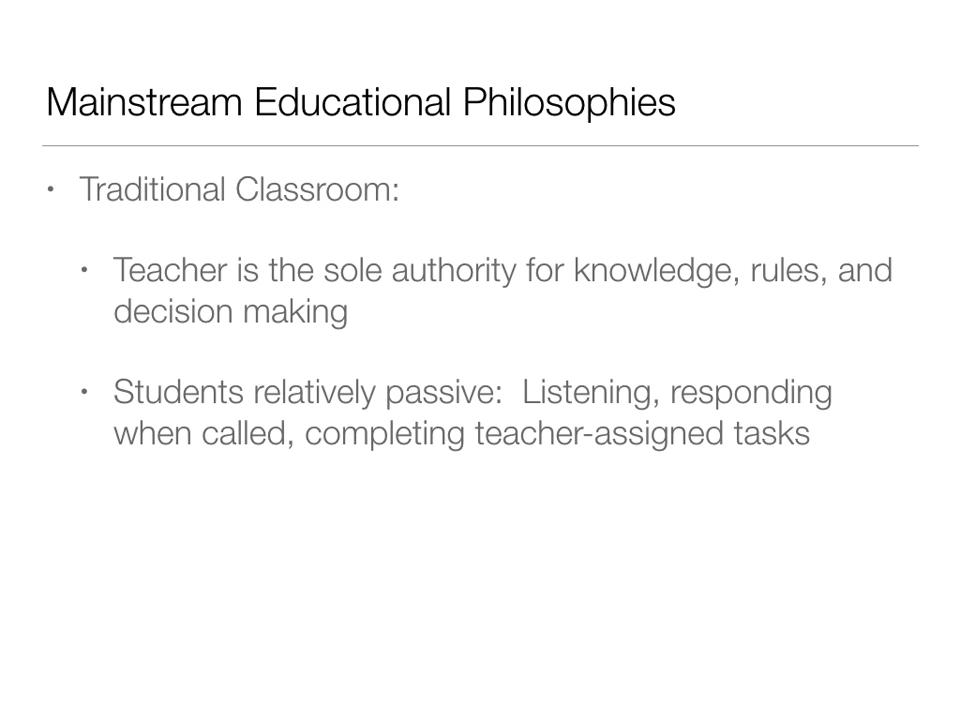 Mainstream Educational Philosophies
• Traditional Classroom:
• Teacher is the sole authority for knowledge, rules, and
decision making
• Students relatively passive:  Listening, responding
when called, completing teacher-assigned tasks